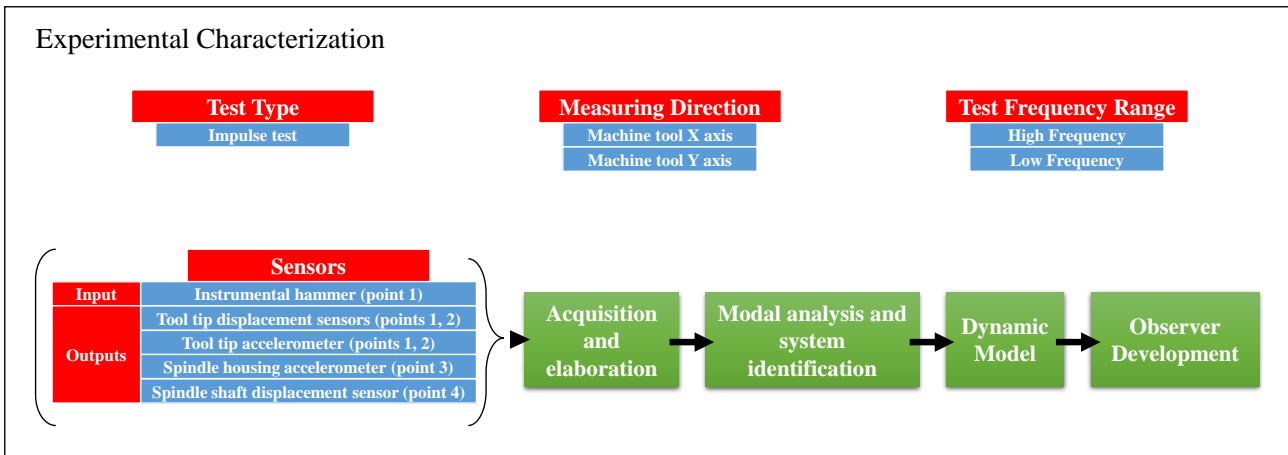 Experimental Characterization
Test Type
Impulse test
Measuring Direction
Machine tool X axis
Machine tool Y axis
Test Frequency Range
High Frequency
Low Frequency
Sensors
Input
Instrumental hammer (point 1)
Outputs
Tool tip displacement sensors (points 1, 2)
Tool tip accelerometer (points 1, 2)
Spindle housing accelerometer (point 3)
Spindle shaft displacement sensor (point 4)
Acquisition
and
elaboration
Modal analysis and
system
identification
Dynamic
Model
Observer
Development